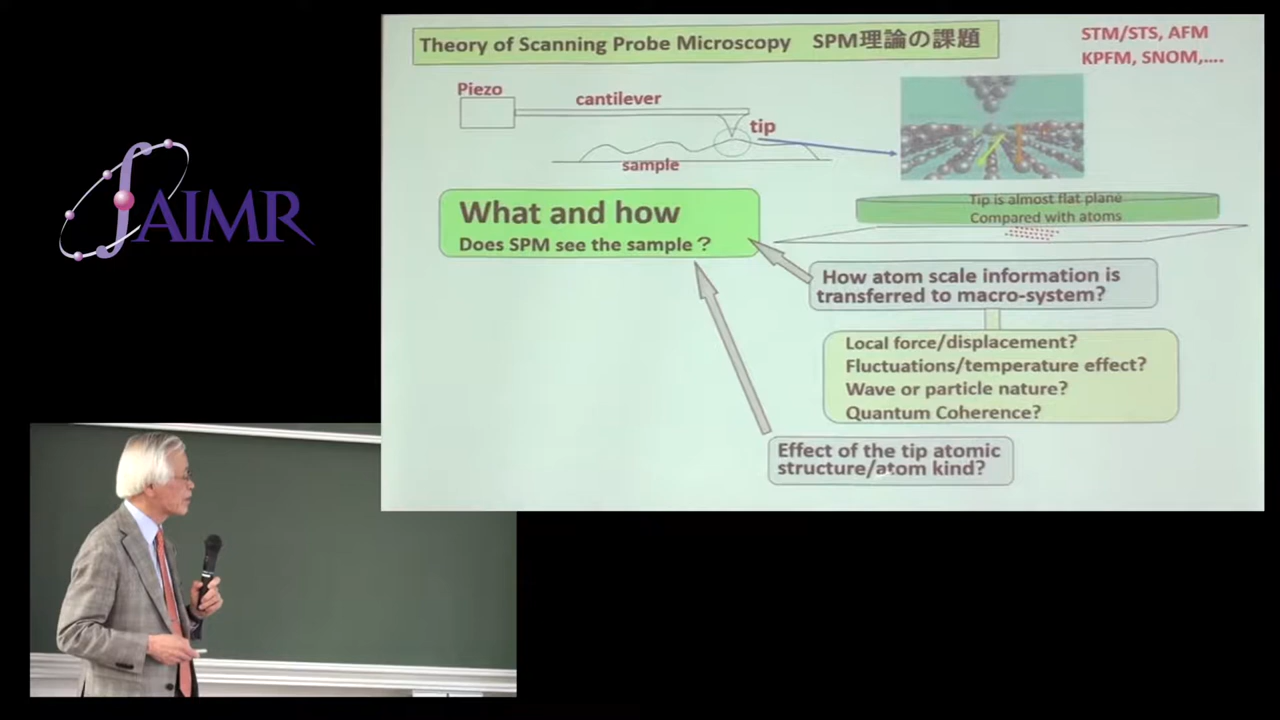 Theory of Scanning Probe Microscopy SPM理論の課題
STM/STS, AFM
KPFM, SNOM,....
Piezo
cantilever
tip
sample
AIMR
What and how
Does SPM see the sample？
Tip is almost flat plane
Compared with atoms
How atom scale information is
transferred to macro-system?
Local force/displacement?
Fluctuations/temperature effect?
Wave or particle nature?
Quantum Coherence?
Effect of the tip atomic
structure/atom kind?